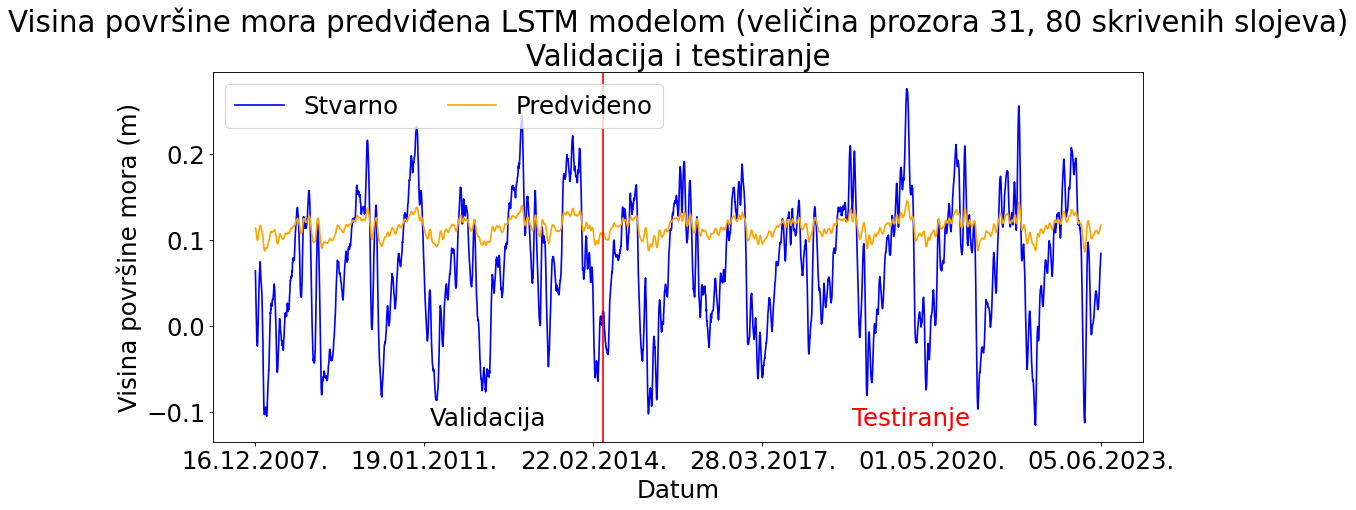 Visina površine mora predviđena LSTM modelom (veličina prozora 31, 80 skrivenih slojeva)
Validacija i testiranje
Stvarno
Predviđeno
Visina površine mora (m)
0.2
0.1
0.0
−0.1
Validacija
Testiranje
16.12.2007.
19.01.2011.
22.02.2014.
28.03.2017.
01.05.2020.
05.06.2023.
Datum